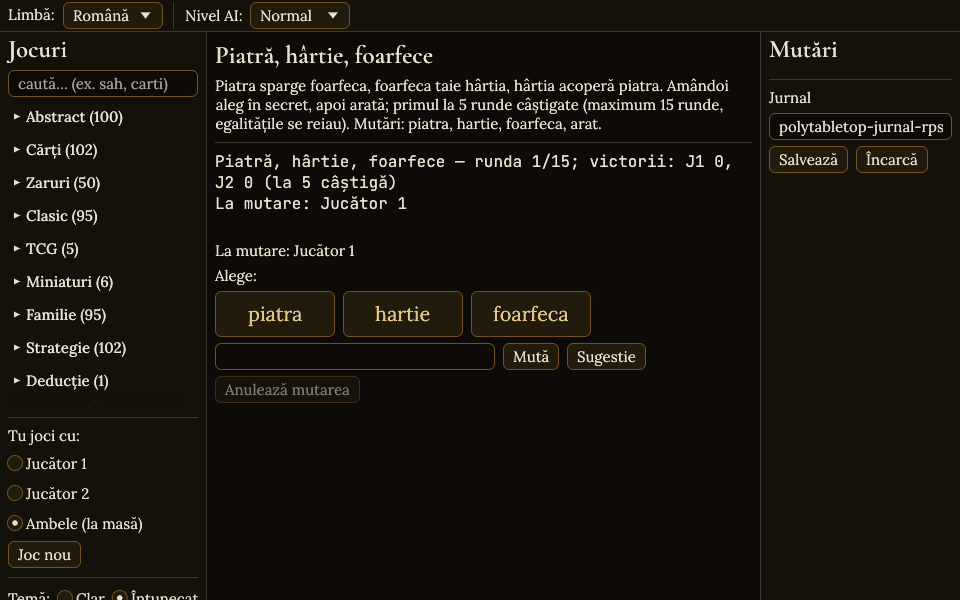 Limbă: Română ▼ Nivel AI: Normal ▼
Jocuri
caută... (ex. sah, carti)
▸ Abstract (100)
▸ Cărți (102)
▸ Zaruri (50)
▸ Clasic (95)
▸ TCG (5)
▸ Miniaturi (6)
▸ Familie (95)
▸ Strategie (102)
▸ Deducție (1)
Tu joci cu:
Jucător 1
Jucător 2
Ambele (la masă)
Joc nou
Temă: Clar Întunecat
Piatră, hârtie, foarfece
Piatra sparge foarfeca, foarfeca taie hârtia, hârtia acoperă piatra. Amândoi
aleg în secret, apoi arată; primul la 5 runde câștigate (maximum 15 runde,
egalitățile se reiau). Mutări: piatra, hartie, foarfeca, arat.
Piatră, hârtie, foarfece — runda 1/15; victorii: J1 0,
J2 0 (la 5 câștigă)
La mutare: Jucător 1
La mutare: Jucător 1
Alege:
piatra hartie foarfeca
Mută Sugestie
Anulează mutarea
Mutări
Jurnal
polytabletop-jurnal-rps
Salvează Încarcă